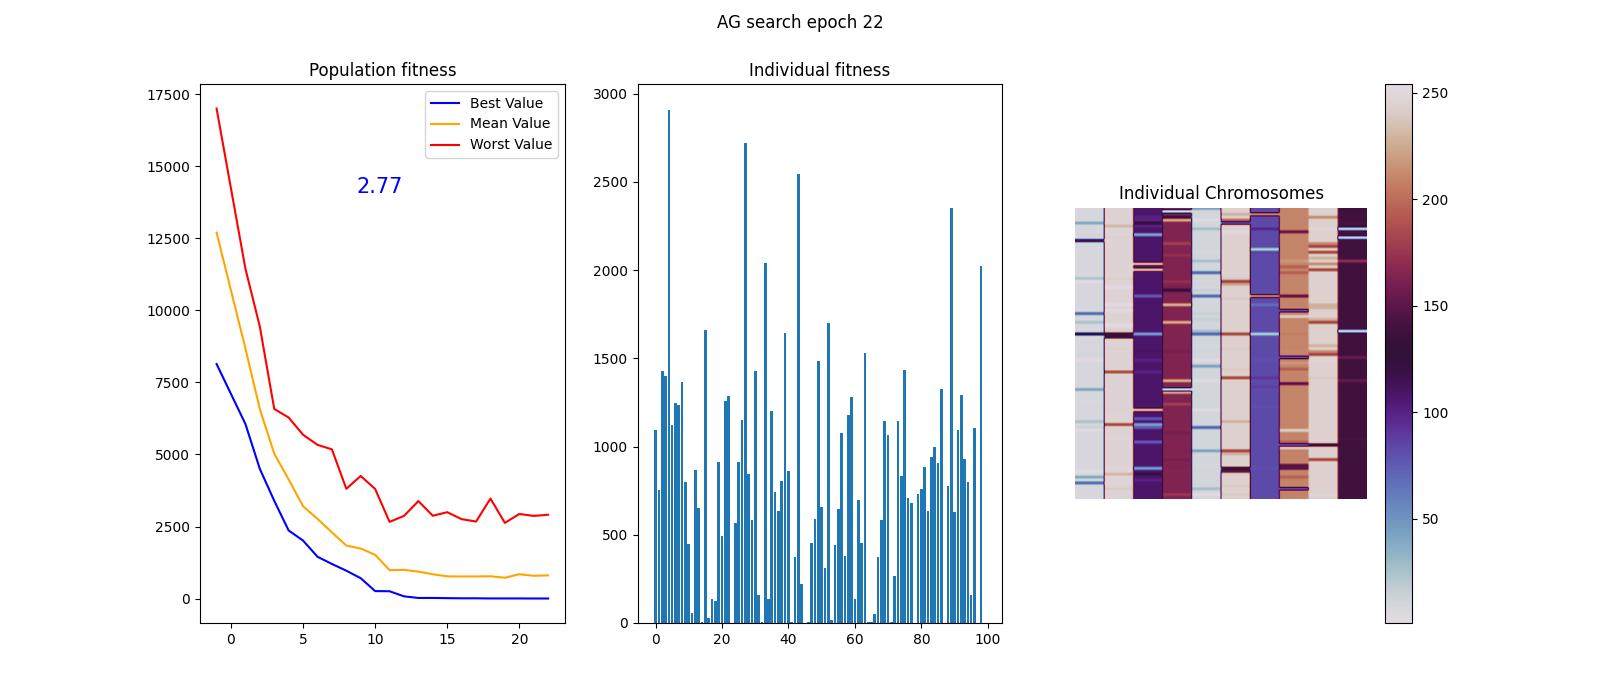 AG search epoch 22
Population fitness
Best Value
Mean Value
Worst Value
2.77
17500
15000
12500
10000
7500
5000
2500
0
0 5 10 15 20
Individual fitness
3000
2500
2000
1500
1000
500
0
0 20 40 60 80 100
Individual Chromosomes
250
200
150
100
50